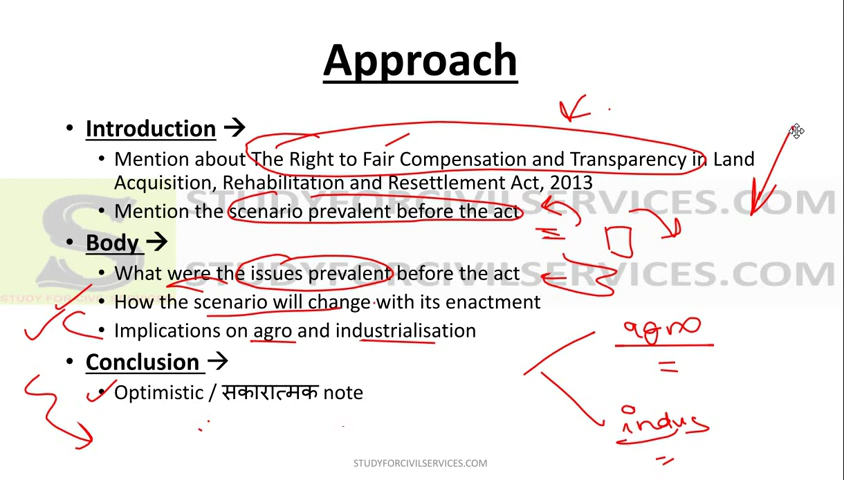 Approach
• Introduction →
• Mention about The Right to Fair Compensation and Transparency in Land
Acquisition, Rehabilitation and Resettlement Act, 2013
• Mention the scenario prevalent before the act
• Body →
• What were the issues prevalent before the act
• How the scenario will change with its enactment
• Implications on agro and industrialisation
• Conclusion →
• Optimistic / सकारात्मक note
agro
indus
STUDYFORCIVILSERVICES.COM
STUDYFORCIVILSERVICES.COM
S
STUDYFORCIVILSERVICES.COM